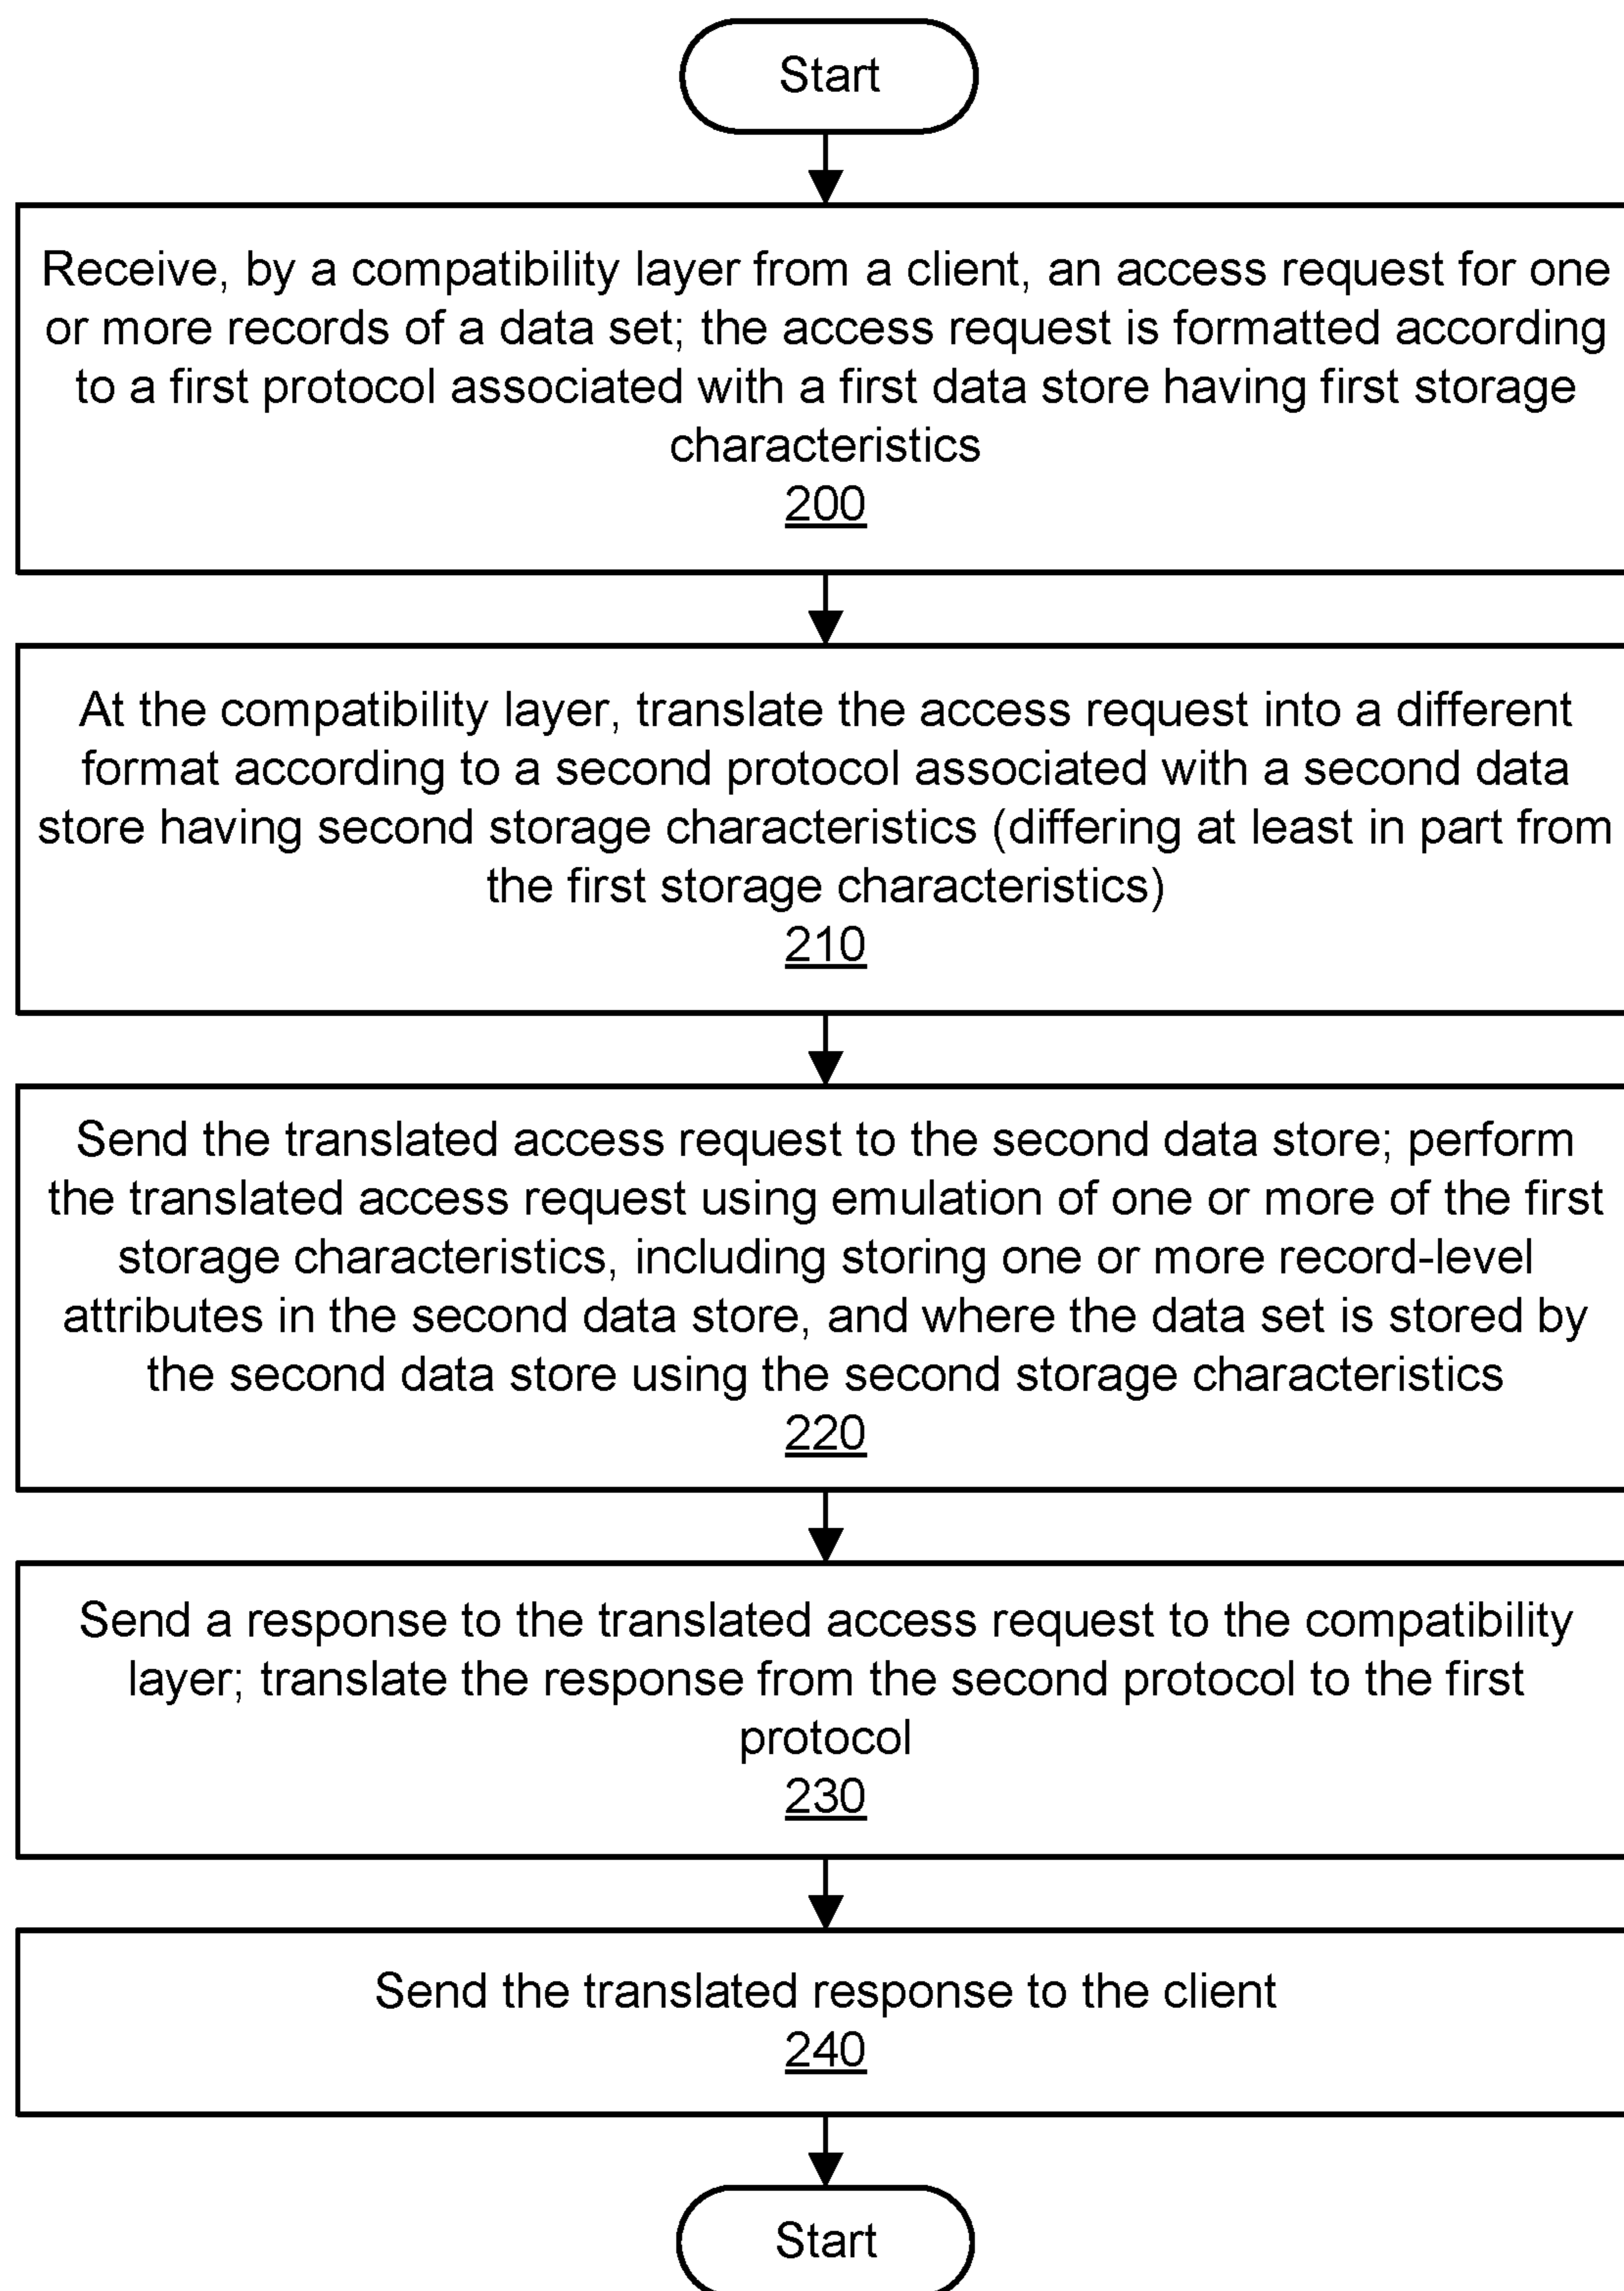 Start
Receive, by a compatibility layer from a client, an access request for one
or more records of a data set; the access request is formatted according
to a first protocol associated with a first data store having first storage
characteristics
200
At the compatibility layer, translate the access request into a different
format according to a second protocol associated with a second data
store having second storage characteristics (differing at least in part from
the first storage characteristics)
210
Send the translated access request to the second data store; perform
the translated access request using emulation of one or more of the first
storage characteristics, including storing one or more record-level
attributes in the second data store, and where the data set is stored by
the second data store using the second storage characteristics
220
Send a response to the translated access request to the compatibility
layer; translate the response from the second protocol to the first
protocol
230
Send the translated response to the client
240
Start